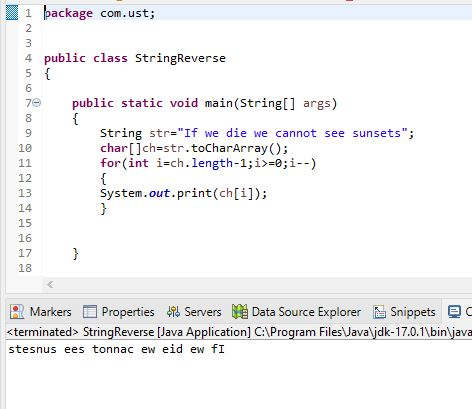 1 package com.ust;
2
3
4 public class StringReverse
5 {
6
7 public static void main(String[] args)
8 {
9 String str="If we die we cannot see sunsets";
10 char[]ch=str.toCharArray();
11 for(int i=ch.length-1;i>=0;i--)
12 {
13 System.out.print(ch[i]);
14 }
15
16
17 }
18
Markers Properties Servers Data Source Explorer Snippets
<terminated> StringReverse [Java Application] C:\Program Files\Java\jdk-17.0.1\bin\java
stesnus ees tonnac ew eid ew fI